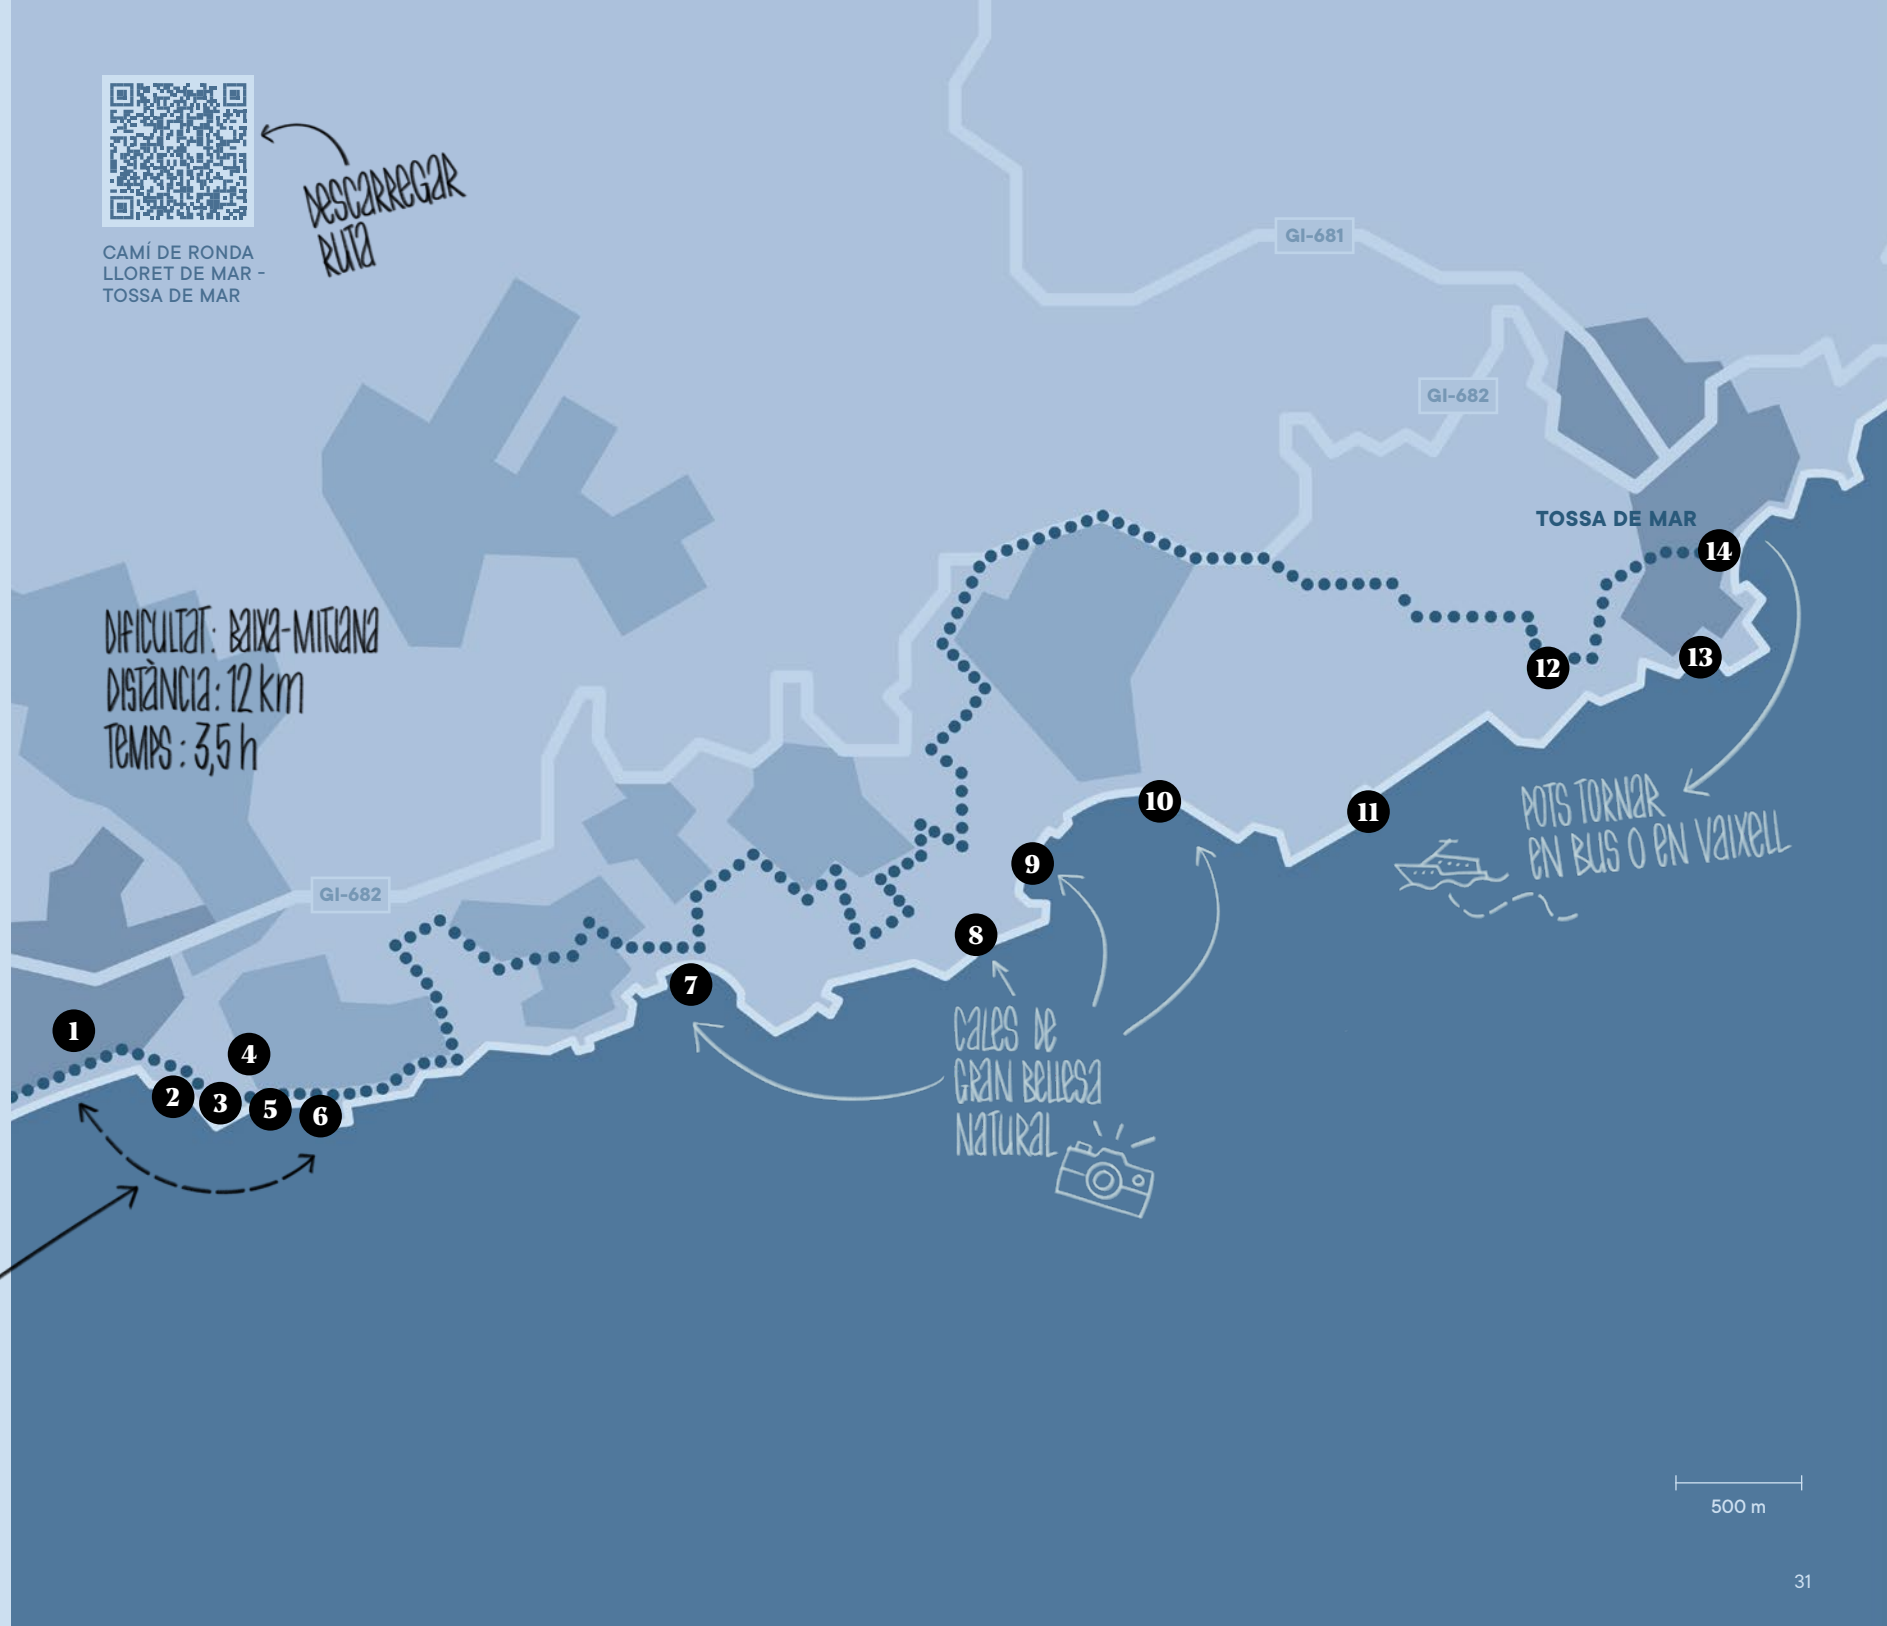 DESCARREGAR
RUTA
CAMÍ DE RONDA
LLORET DE MAR -
TOSSA DE MAR
GI-681
GI-682
TOSSA DE MAR
14
DIFICULTAT: BAIXA-MITJANA
DISTÀNCIA: 12 km
TEMPS: 3,5 h
13
12
POTS TORNAR
EN BUS O EN VAIXELL
10
11
9
GI-682
8
7
1
4
2
3
5
6
CALES DE
GRAN BELLESA
NATURAL
500 m
31